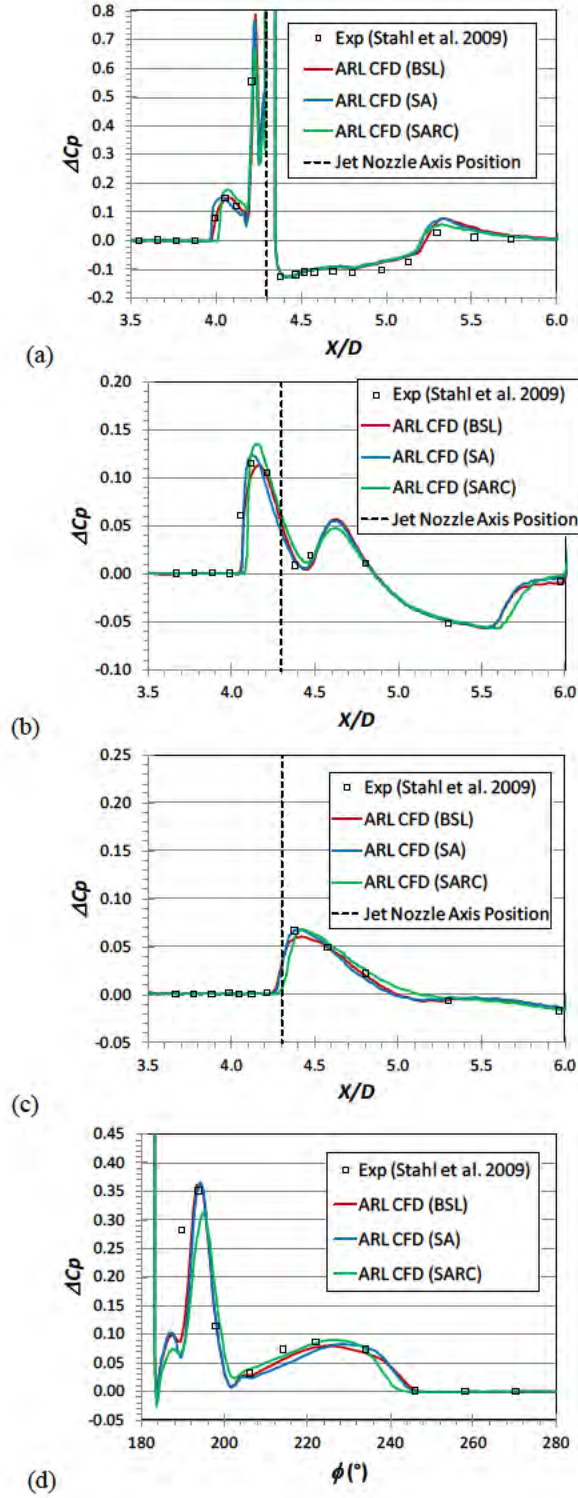 0.8
0.7
0.6
0.5
0.4
0.3
0.2
0.1
0.0
-0.1
-0.2
ΔCp
Exp (Stahl et al. 2009)
ARL CFD (BSL)
ARL CFD (SA)
ARL CFD (SARC)
Jet Nozzle Axis Position
3.5 4.0 4.5 5.0 5.5 6.0
X/D
(a)
0.20
0.15
0.10
0.05
0.00
-0.05
-0.10
ΔCp
Exp (Stahl et al. 2009)
ARL CFD (BSL)
ARL CFD (SA)
ARL CFD (SARC)
Jet Nozzle Axis Position
3.5 4.0 4.5 5.0 5.5 6.0
X/D
(b)
0.25
0.20
0.15
0.10
0.05
0.00
-0.05
ΔCp
Exp (Stahl et al. 2009)
ARL CFD (BSL)
ARL CFD (SA)
ARL CFD (SARC)
Jet Nozzle Axis Position
3.5 4.0 4.5 5.0 5.5 6.0
X/D
(c)
0.45
0.40
0.35
0.30
0.25
0.20
0.15
0.10
0.05
0.00
-0.05
ΔCp
Exp (Stahl et al. 2009)
ARL CFD (BSL)
ARL CFD (SA)
ARL CFD (SARC)
180 200 220 240 260 280
ϕ (°)
(d)